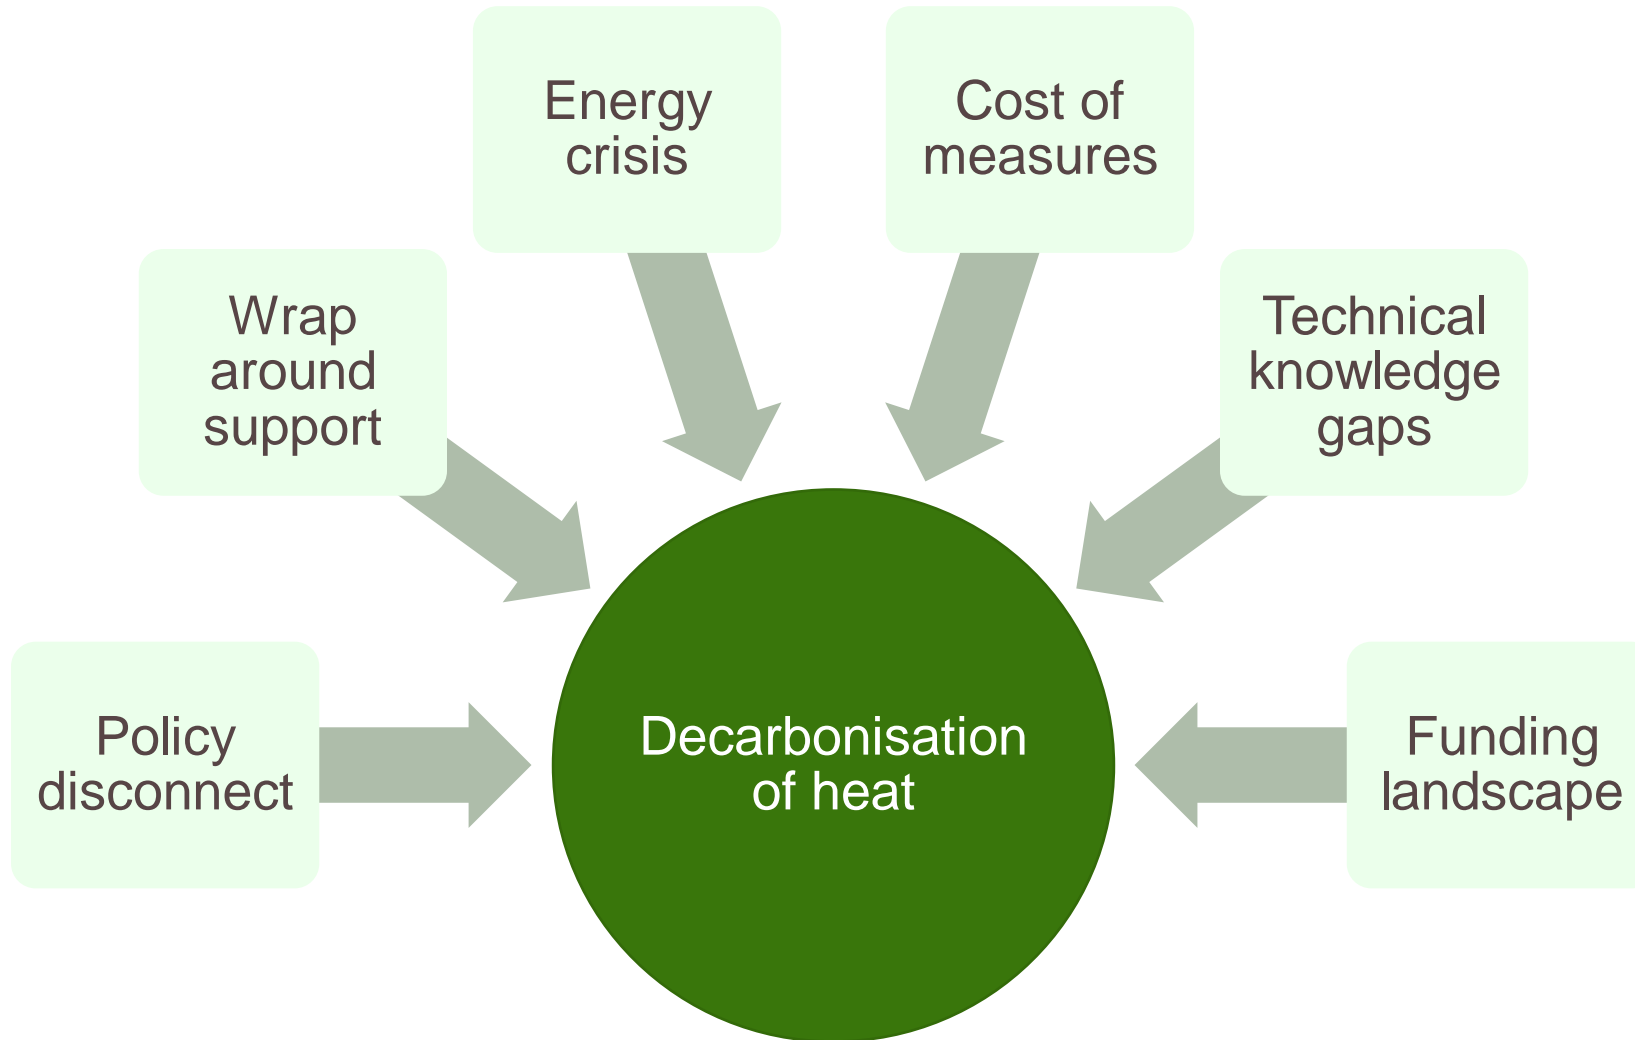 Energy
crisis
Cost of
measures
Wrap
around
support
Technical
knowledge
gaps
Policy
disconnect
Decarbonisation
of heat
Funding
landscape